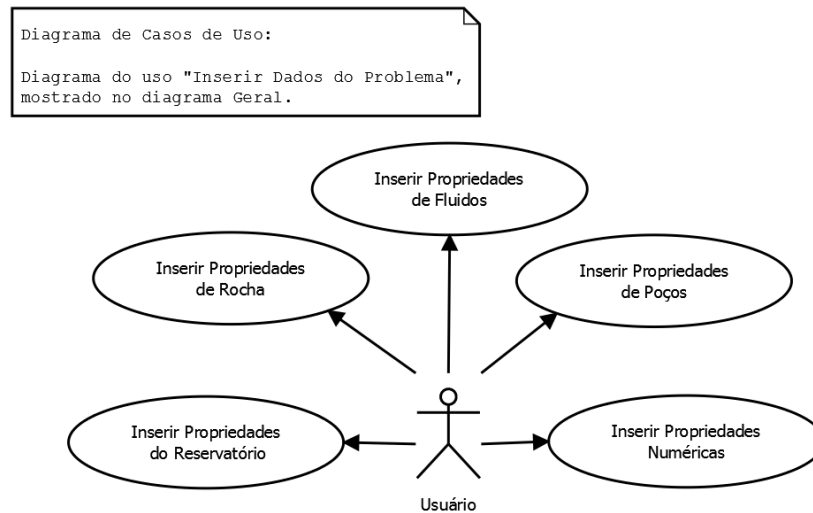 Diagrama de Casos de Uso:
Diagrama do uso "Inserir Dados do Problema",
mostrado no diagrama Geral.
Inserir Propriedades
de Fluidos
Inserir Propriedades
de Rocha
Inserir Propriedades
de Poços
Inserir Propriedades
do Reservatório
Inserir Propriedades
Numéricas
Usuário